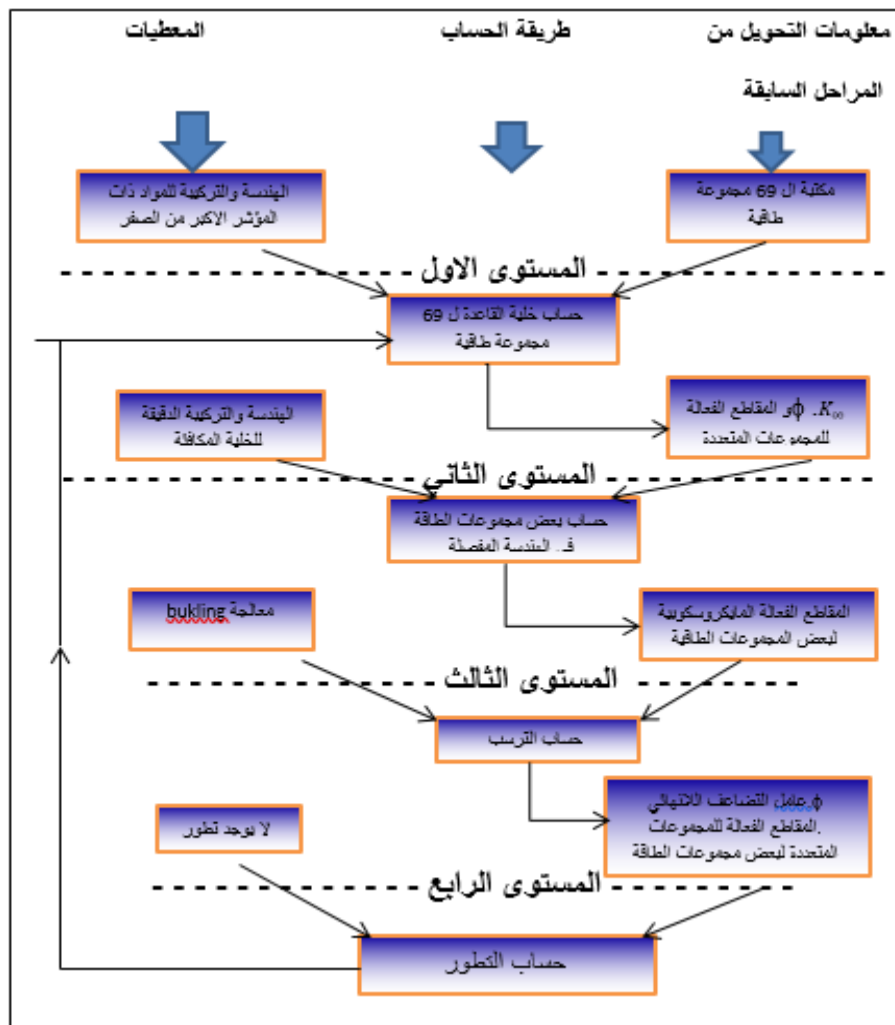 معلومات التحويل من
المراحل السابقة
طريقة الحساب
المعطيات
مكتبة ال 69 مجموعة
طاقية
الهندسة والتركيبة للمواد ذات
المؤشر الاكبر من الصفر
المستوى الاول
حساب خلية القاعدة ل 69
مجموعة طاقية
ϕ .K∞و المقاطع الفعالة
للمجموعات المتعددة
الهندسة والتركيبة الدقيقة
للخلية المكافئة
المستوى الثاني
حساب بعض مجموعات الطاقة
في الهندسة المفصلة
المقاطع الفعالة المايكروسكوبية
لبعض المجموعات الطاقية
معالجة bukling
المستوى الثالث
حساب الترسب
ϕ,عامل التضاعف اللانهائي
,المقاطع الفعالة للمجموعات
المتعددة لبعض مجموعات الطاقة
لا يوجد تطور
المستوى الرابع
حساب التطور